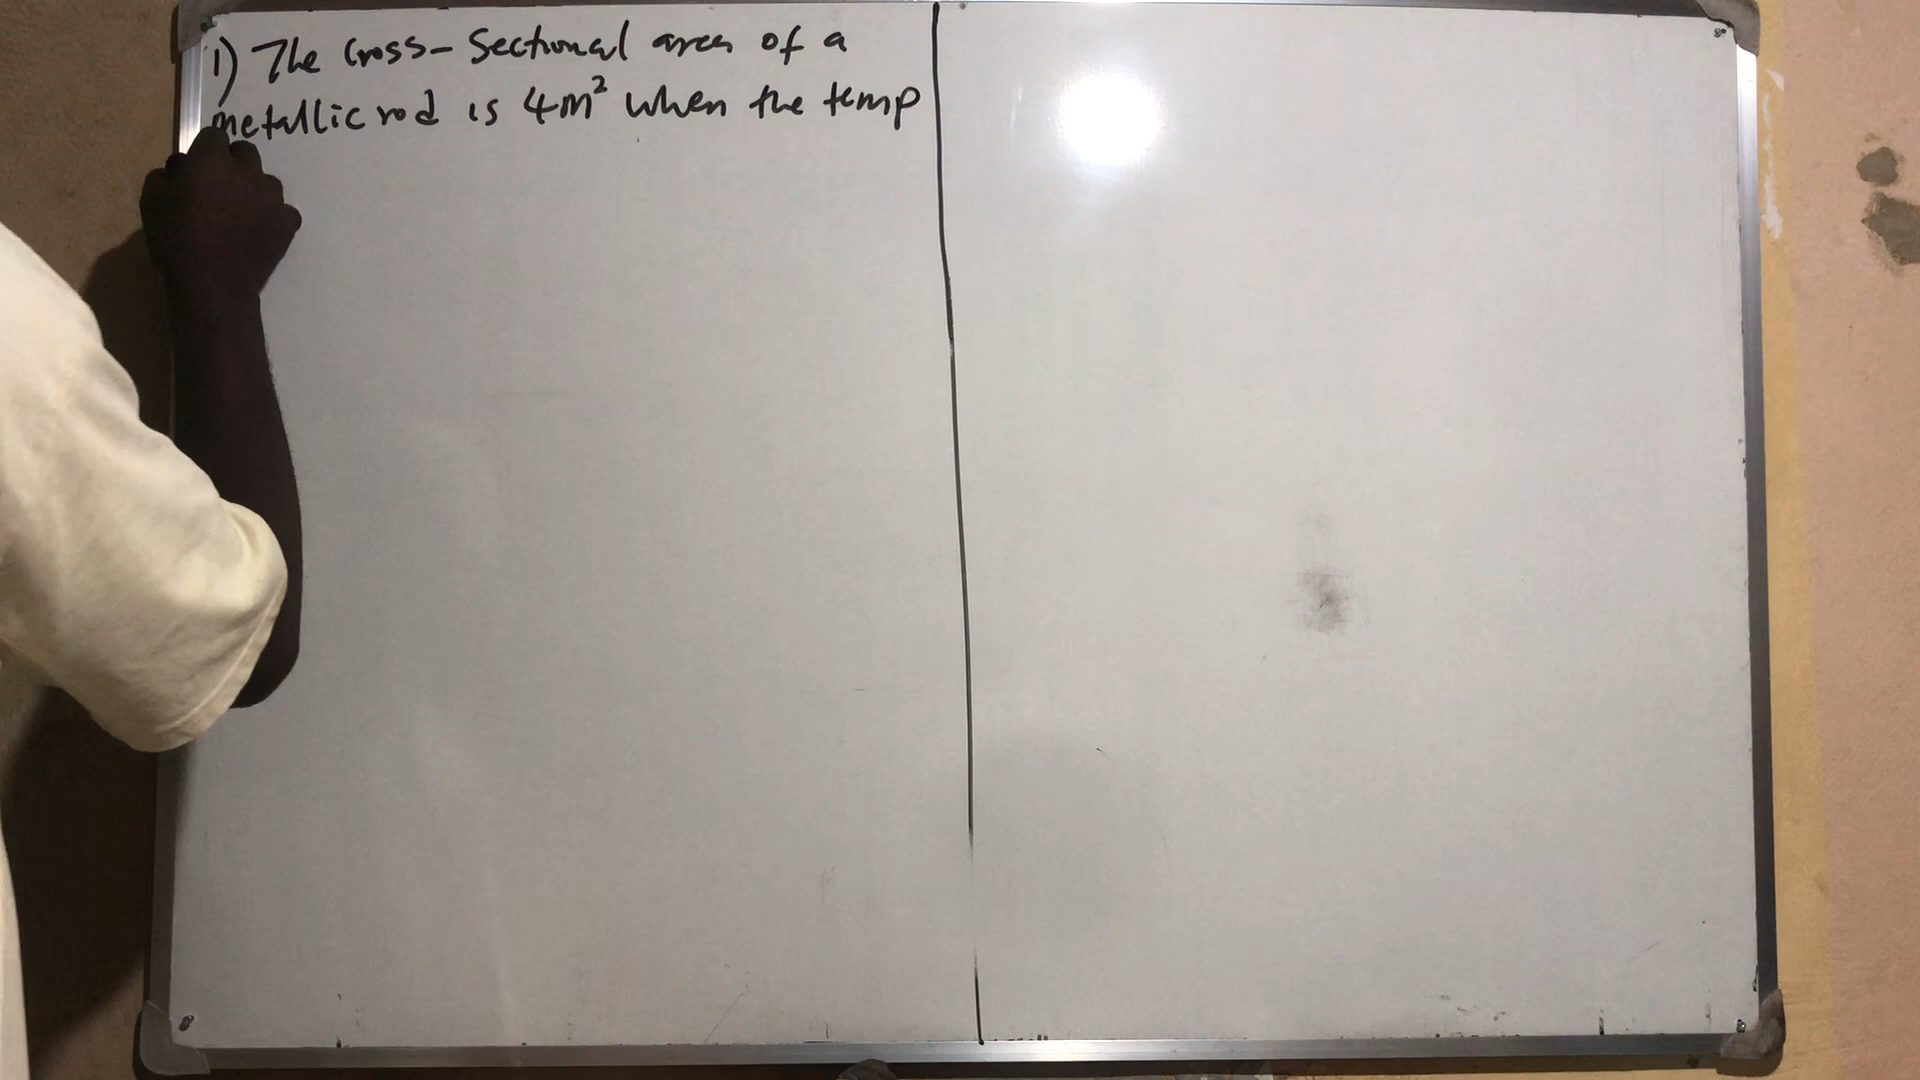 1) The Cross-Sectional area of a
metallic rod is 4m² when the temp